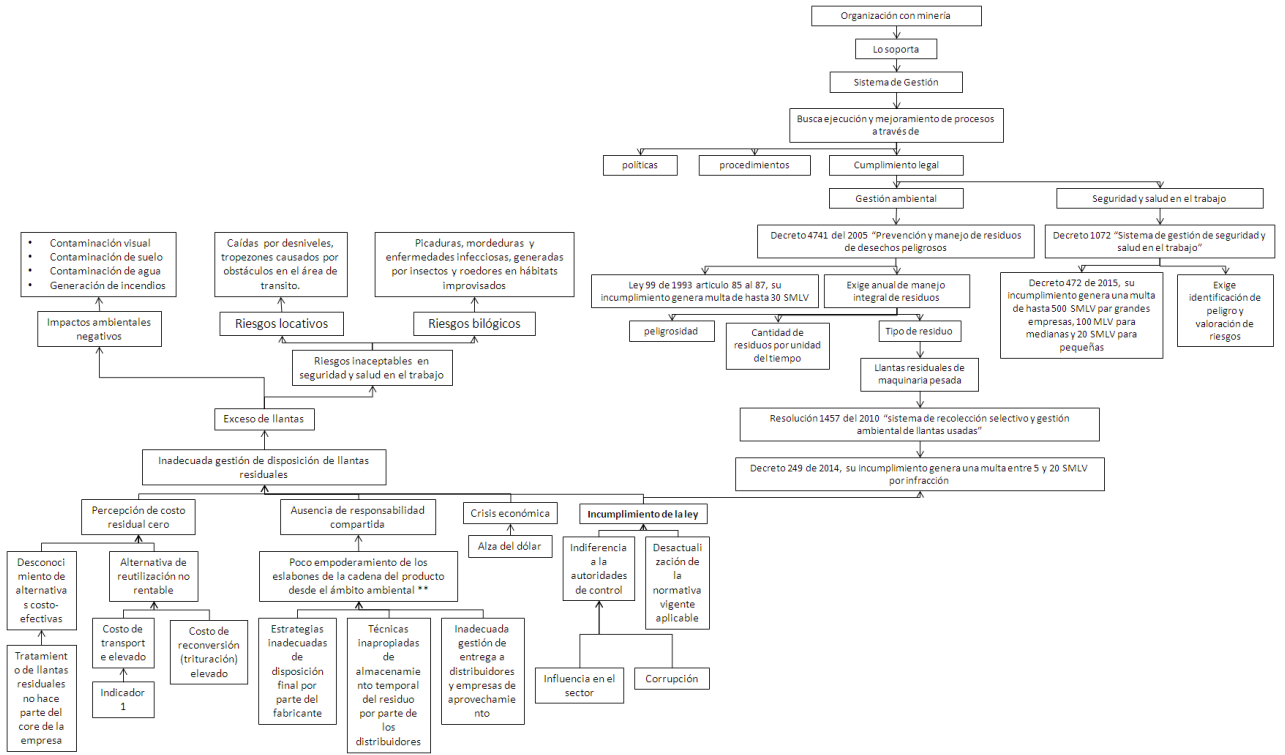 Organización con minería
Lo soporta
Sistema de Gestión
Busca ejecución y mejoramiento de procesos
a través de
políticas
procedimientos
Cumplimiento legal
Gestión ambiental
Seguridad y salud en el trabajo
Decreto 4741 del 2005 “Prevención y manejo de residuos
de desechos peligrosos
Decreto 1072 “Sistema de gestión de seguridad y
salud en el trabajo”
Ley 99 de 1993 articulo 85 al 87, su
incumplimiento genera multa de hasta 30 SMLV
Exige anual de manejo
integral de residuos
Decreto 472 de 2015, su
incumplimiento genera una multa
de hasta 500 SMLV par grandes
empresas, 100 MLV para
medianas y 20 SMLV para
pequeñas
Exige
identificación de
peligro y
valoración de
riesgos
peligrosidad
Cantidad de
residuos por unidad
del tiempo
Tipo de residuo
Llantas residuales de
maquinaria pesada
Resolución 1457 del 2010 “sistema de recolección selectivo y gestión
ambiental de llantas usadas”
Decreto 249 de 2014, su incumplimiento genera una multa entre 5 y 20 SMLV
por infracción
• Contaminación visual
• Contaminación de suelo
• Contaminación de agua
• Generación de incendios
Caídas por desniveles,
tropezones causados por
obstáculos en el área de
transito.
Picaduras, mordeduras y
enfermedades infecciosas, generadas
por insectos y roedores en hábitats
improvisados
Impactos ambientales
negativos
Riesgos locativos
Riesgos bilógicos
Riesgos inaceptables en
seguridad y salud en el trabajo
Exceso de llantas
Inadecuada gestión de disposición de llantas
residuales
Percepción de costo
residual cero
Ausencia de responsabilidad
compartida
Crisis económica
Incumplimiento de la ley
Alza del dólar
Desconoci
miento de
alternativa
s costo-
efectivas
Alternativa de
reutilización no
rentable
Poco empoderamiento de los
eslabones de la cadena del producto
desde el ámbito ambiental **
Indiferencia
a la
autoridades
de control
Desactuali
zación de
la
normativa
vigente
aplicable
Costo de
transport
e elevado
Costo de
reconversión
(trituración)
elevado
Estrategias
inadecuadas
de
disposición
final por
parte del
fabricante
Técnicas
inapropiadas
de
almacenamie
nto temporal
del residuo
por parte de
los
distribuidores
Inadecuada
gestión de
entrega a
distribuidores
y empresas de
aprovechamie
nto
Tratamient
o de llantas
residuales
no hace
parte del
core de la
empresa
Indicador
1
Influencia en el
sector
Corrupción